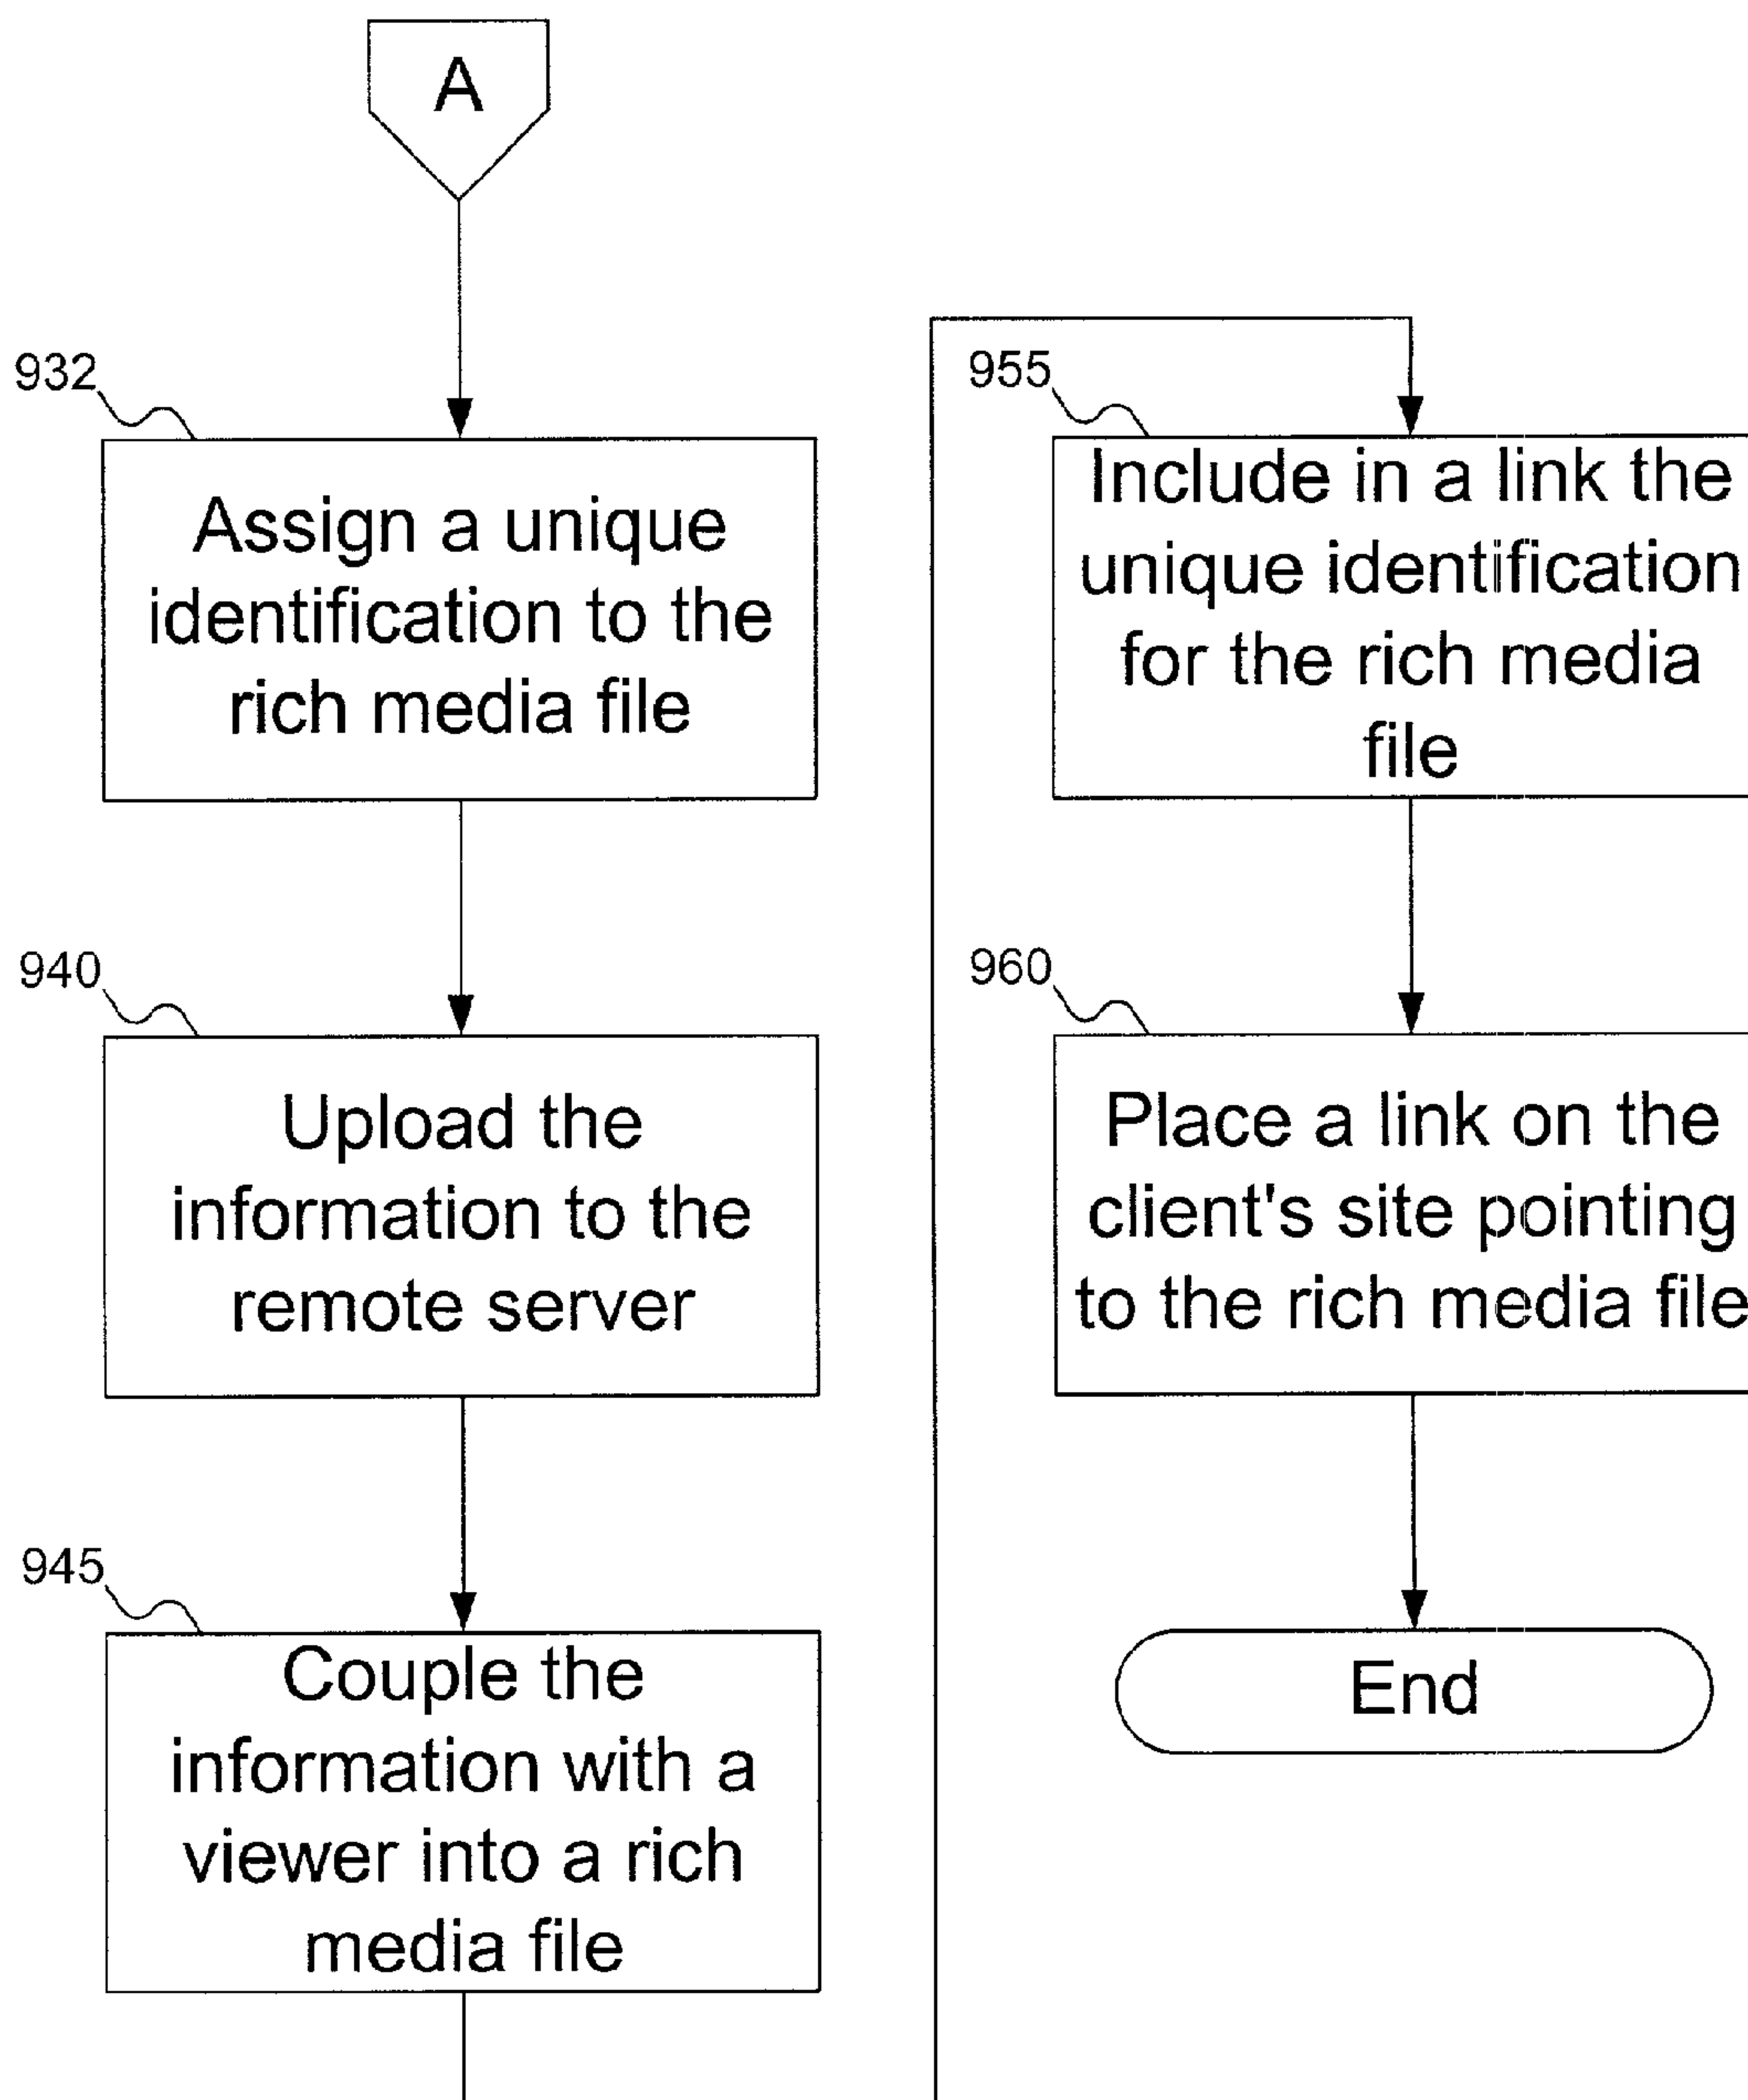 A
932
Assign a unique
identification to the
rich media file
940
Upload the
information to the
remote server
945
Couple the
information with a
viewer into a rich
media file
955
Include in a link the
unique identification
for the rich media
file
960
Place a link on the
client's site pointing
to the rich media file
End